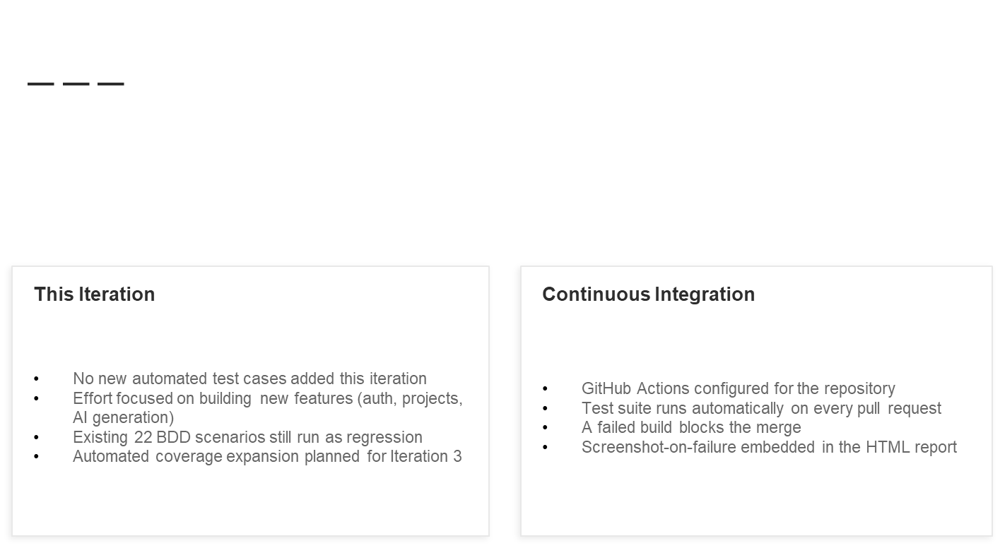 This Iteration
• No new automated test cases added this iteration
• Effort focused on building new features (auth, projects,
AI generation)
• Existing 22 BDD scenarios still run as regression
• Automated coverage expansion planned for Iteration 3
Continuous Integration
• GitHub Actions configured for the repository
• Test suite runs automatically on every pull request
• A failed build blocks the merge
• Screenshot-on-failure embedded in the HTML report